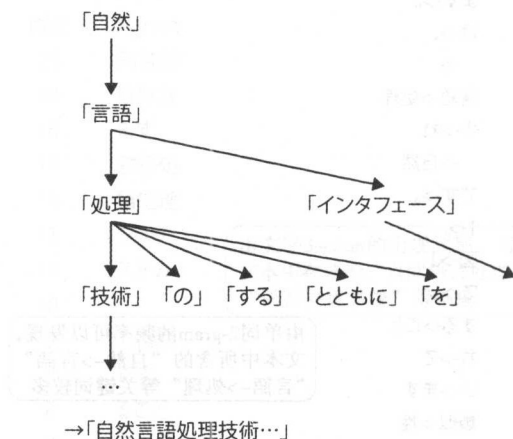 「自然」
「言語」
「処理」 「インタフェース」
「技術」 「の」 「する」 「とともに」 「を」
…
→「自然言語処理技術…」